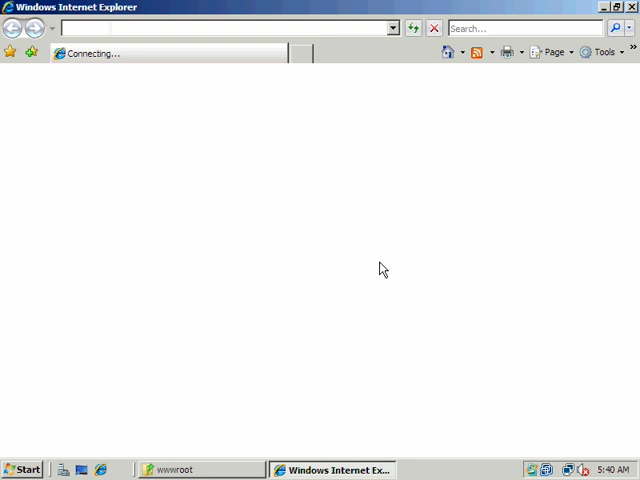 Windows Internet Explorer
Search...
Connecting...
Page
Tools
Start
wwwroot
Windows Internet Ex...
5:40 AM